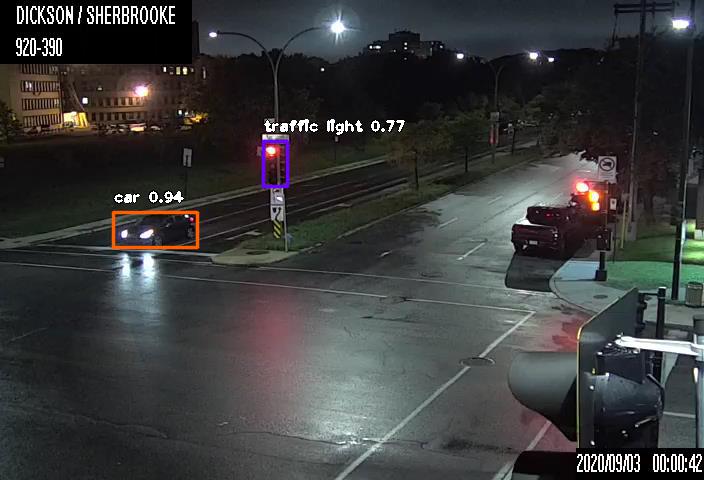 DICKSON / SHERBROOKE
920-390
traffic light 0.77
car 0.94
2020/09/03 00:00:42